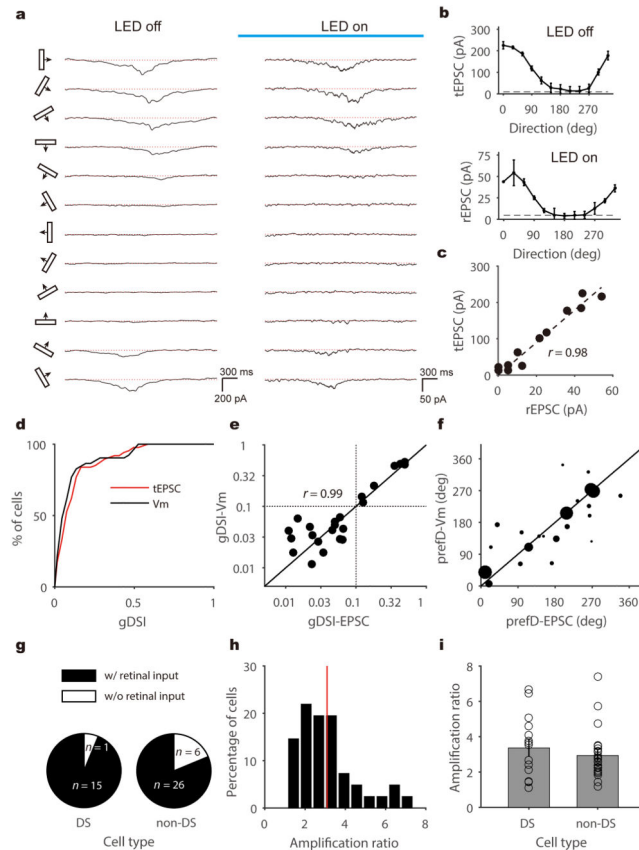 a
LED off
LED on
300 ms
200 pA
300 ms
50 pA
b
tEPSC (pA)
300
200
100
0
LED off
0 90 180 270
Direction (deg)
rEPSC (pA)
75
50
25
0
LED on
0 90 180 270
Direction (deg)
c
tEPSC (pA)
300
200
100
0
r = 0.98
0 20 40 60
rEPSC (pA)
d
% of cells
100
50
0
tEPSC
Vm
0 0.5 1
gDSI
e
gDSI-Vm
1
0.32
0.1
0.03
0.01
r = 0.99
0.01 0.03 0.1 0.32 1
gDSI-EPSC
f
prefD-Vm (deg)
360
270
180
90
0
0 90 180 270 360
prefD-EPSC (deg)
g
w/ retinal input
w/o retinal input
n = 1
n = 15
DS
n = 6
n = 26
non-DS
Cell type
h
Percentage of cells
30
20
10
0
0 2 4 6 8
Amplification ratio
i
Amplification ratio
8
6
4
2
0
DS non-DS
Cell type